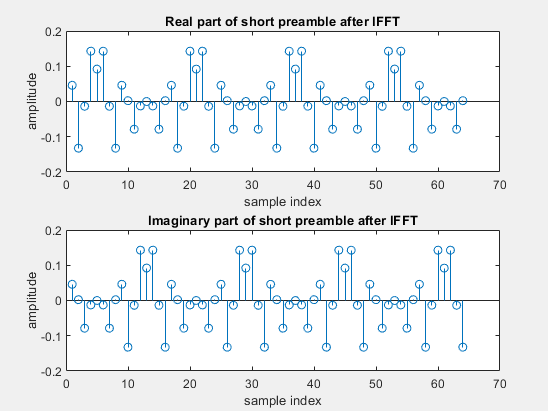 Real part of short preamble after IFFT
0.2
0.1
0
-0.1
-0.2
amplitude
0 10 20 30 40 50 60 70
sample index
Imaginary part of short preamble after IFFT
0.2
0.1
0
-0.1
-0.2
amplitude
0 10 20 30 40 50 60 70
sample index